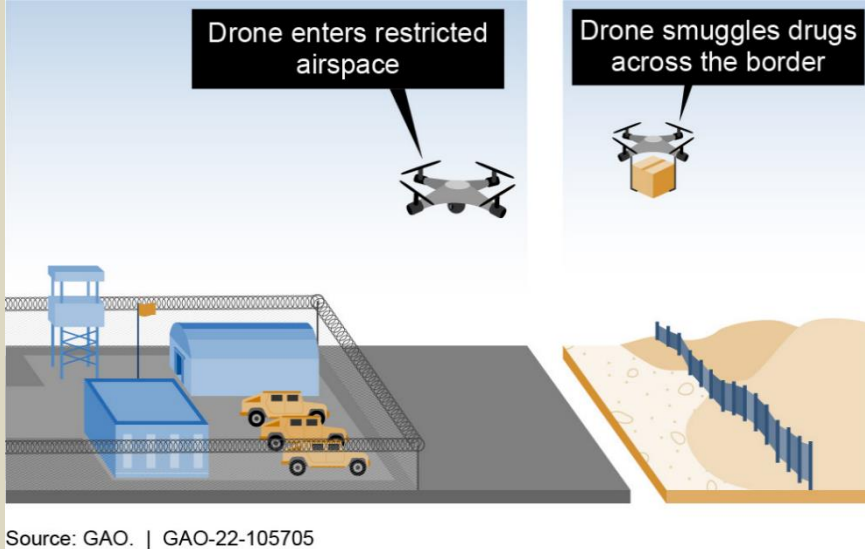 Drone enters restricted
airspace
Drone smuggles drugs
across the border
Source: GAO. | GAO-22-105705